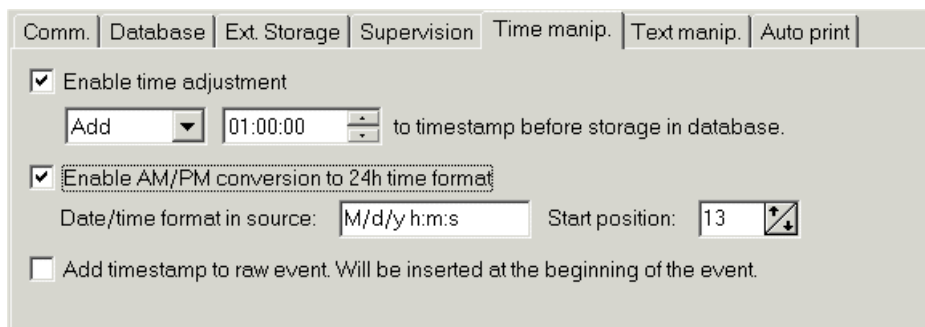 Comm. Database Ext. Storage Supervision Time manip. Text manip. Auto print
Enable time adjustment
Add 01:00:00 to timestamp before storage in database.
Enable AM/PM conversion to 24h time format
Date/time format in source: M/d/y h:m:s Start position: 13
Add timestamp to raw event. Will be inserted at the beginning of the event.